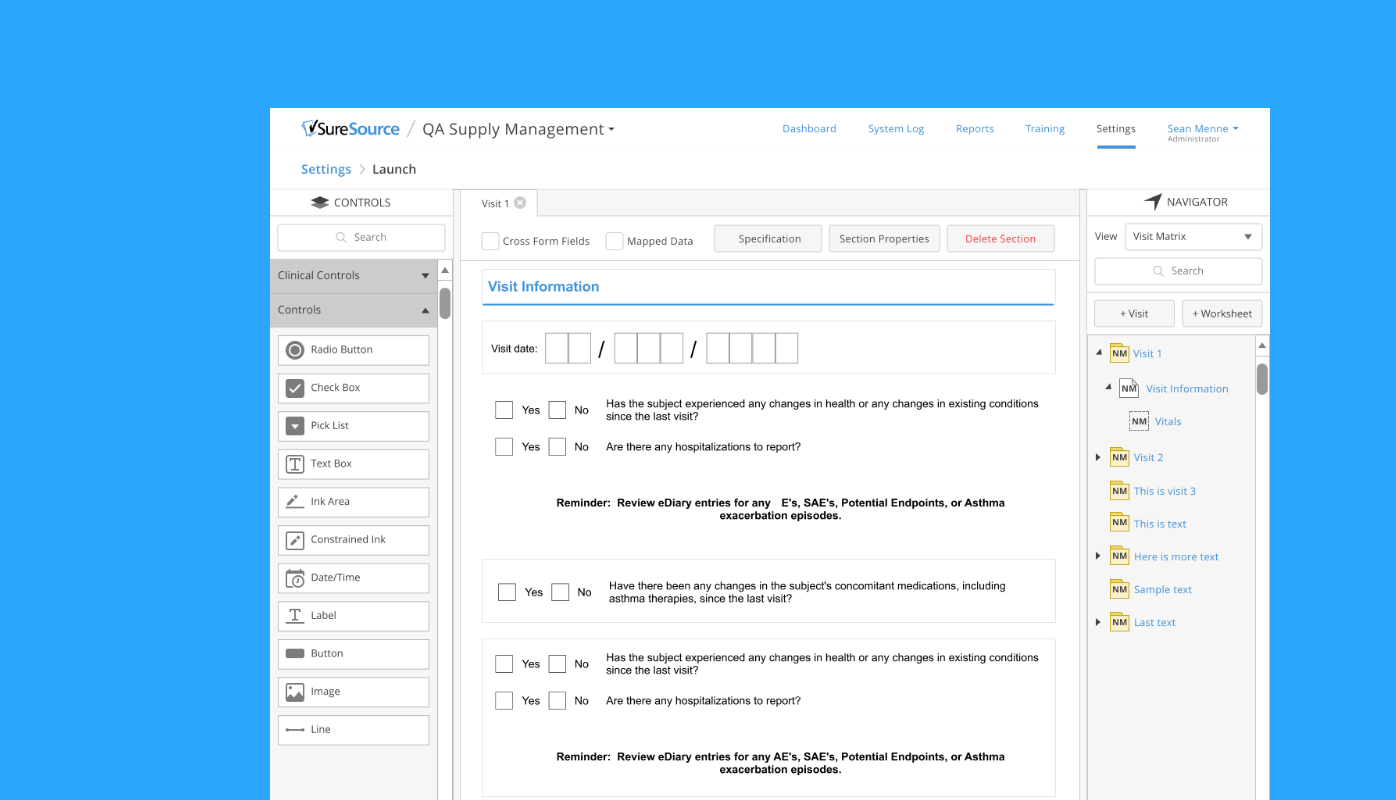 SureSource / QA Supply Management
Dashboard
System Log
Reports
Training
Settings
Sean Menne
Administrator
Settings > Launch
CONTROLS
Search
Clinical Controls
Controls
Radio Button
Check Box
Pick List
Text Box
Ink Area
Constrained Ink
Date/Time
Label
Button
Image
Line
Visit 1
Cross Form Fields
Mapped Data
Specification
Section Properties
Delete Section
Visit Information
Visit date: / /
Yes No Has the subject experienced any changes in health or any changes in existing conditions
since the last visit?
Yes No Are there any hospitalizations to report?
Reminder: Review eDiary entries for any E's, SAE's, Potential Endpoints, or Asthma
exacerbation episodes.
Yes No Have there been any changes in the subject's concomitant medications, including
asthma therapies, since the last visit?
Yes No Has the subject experienced any changes in health or any changes in existing conditions
since the last visit?
Yes No Are there any hospitalizations to report?
Reminder: Review eDiary entries for any AE's, SAE's, Potential Endpoints, or Asthma
exacerbation episodes.
NAVIGATOR
View Visit Matrix
Search
+ Visit
+ Worksheet
NM Visit 1
NM Visit Information
NM Vitals
NM Visit 2
NM This is visit 3
NM This is text
NM Here is more text
NM Sample text
NM Last text